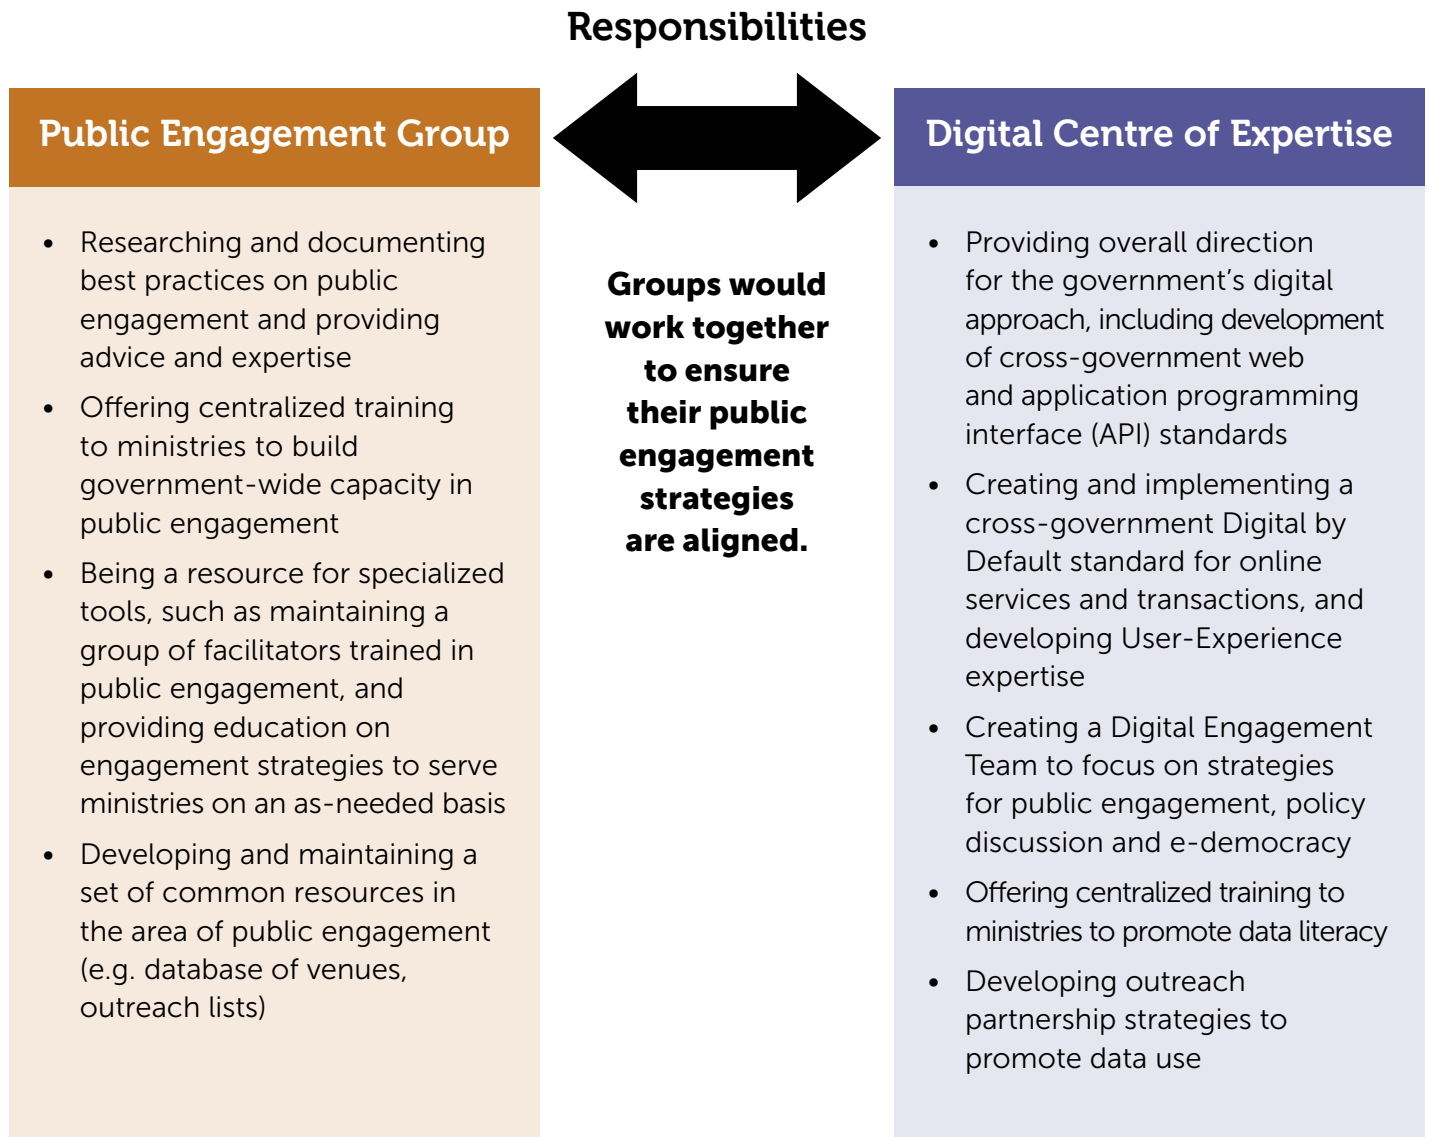 Responsibilities
Public Engagement Group
• Researching and documenting
best practices on public
engagement and providing
advice and expertise
• Offering centralized training
to ministries to build
government-wide capacity in
public engagement
• Being a resource for specialized
tools, such as maintaining a
group of facilitators trained in
public engagement, and
providing education on
engagement strategies to serve
ministries on an as-needed basis
• Developing and maintaining a
set of common resources in
the area of public engagement
(e.g. database of venues,
outreach lists)
Groups would
work together
to ensure
their public
engagement
strategies
are aligned.
Digital Centre of Expertise
• Providing overall direction
for the government’s digital
approach, including development
of cross-government web
and application programming
interface (API) standards
• Creating and implementing a
cross-government Digital by
Default standard for online
services and transactions, and
developing User-Experience
expertise
• Creating a Digital Engagement
Team to focus on strategies
for public engagement, policy
discussion and e-democracy
• Offering centralized training to
ministries to promote data literacy
• Developing outreach
partnership strategies to
promote data use